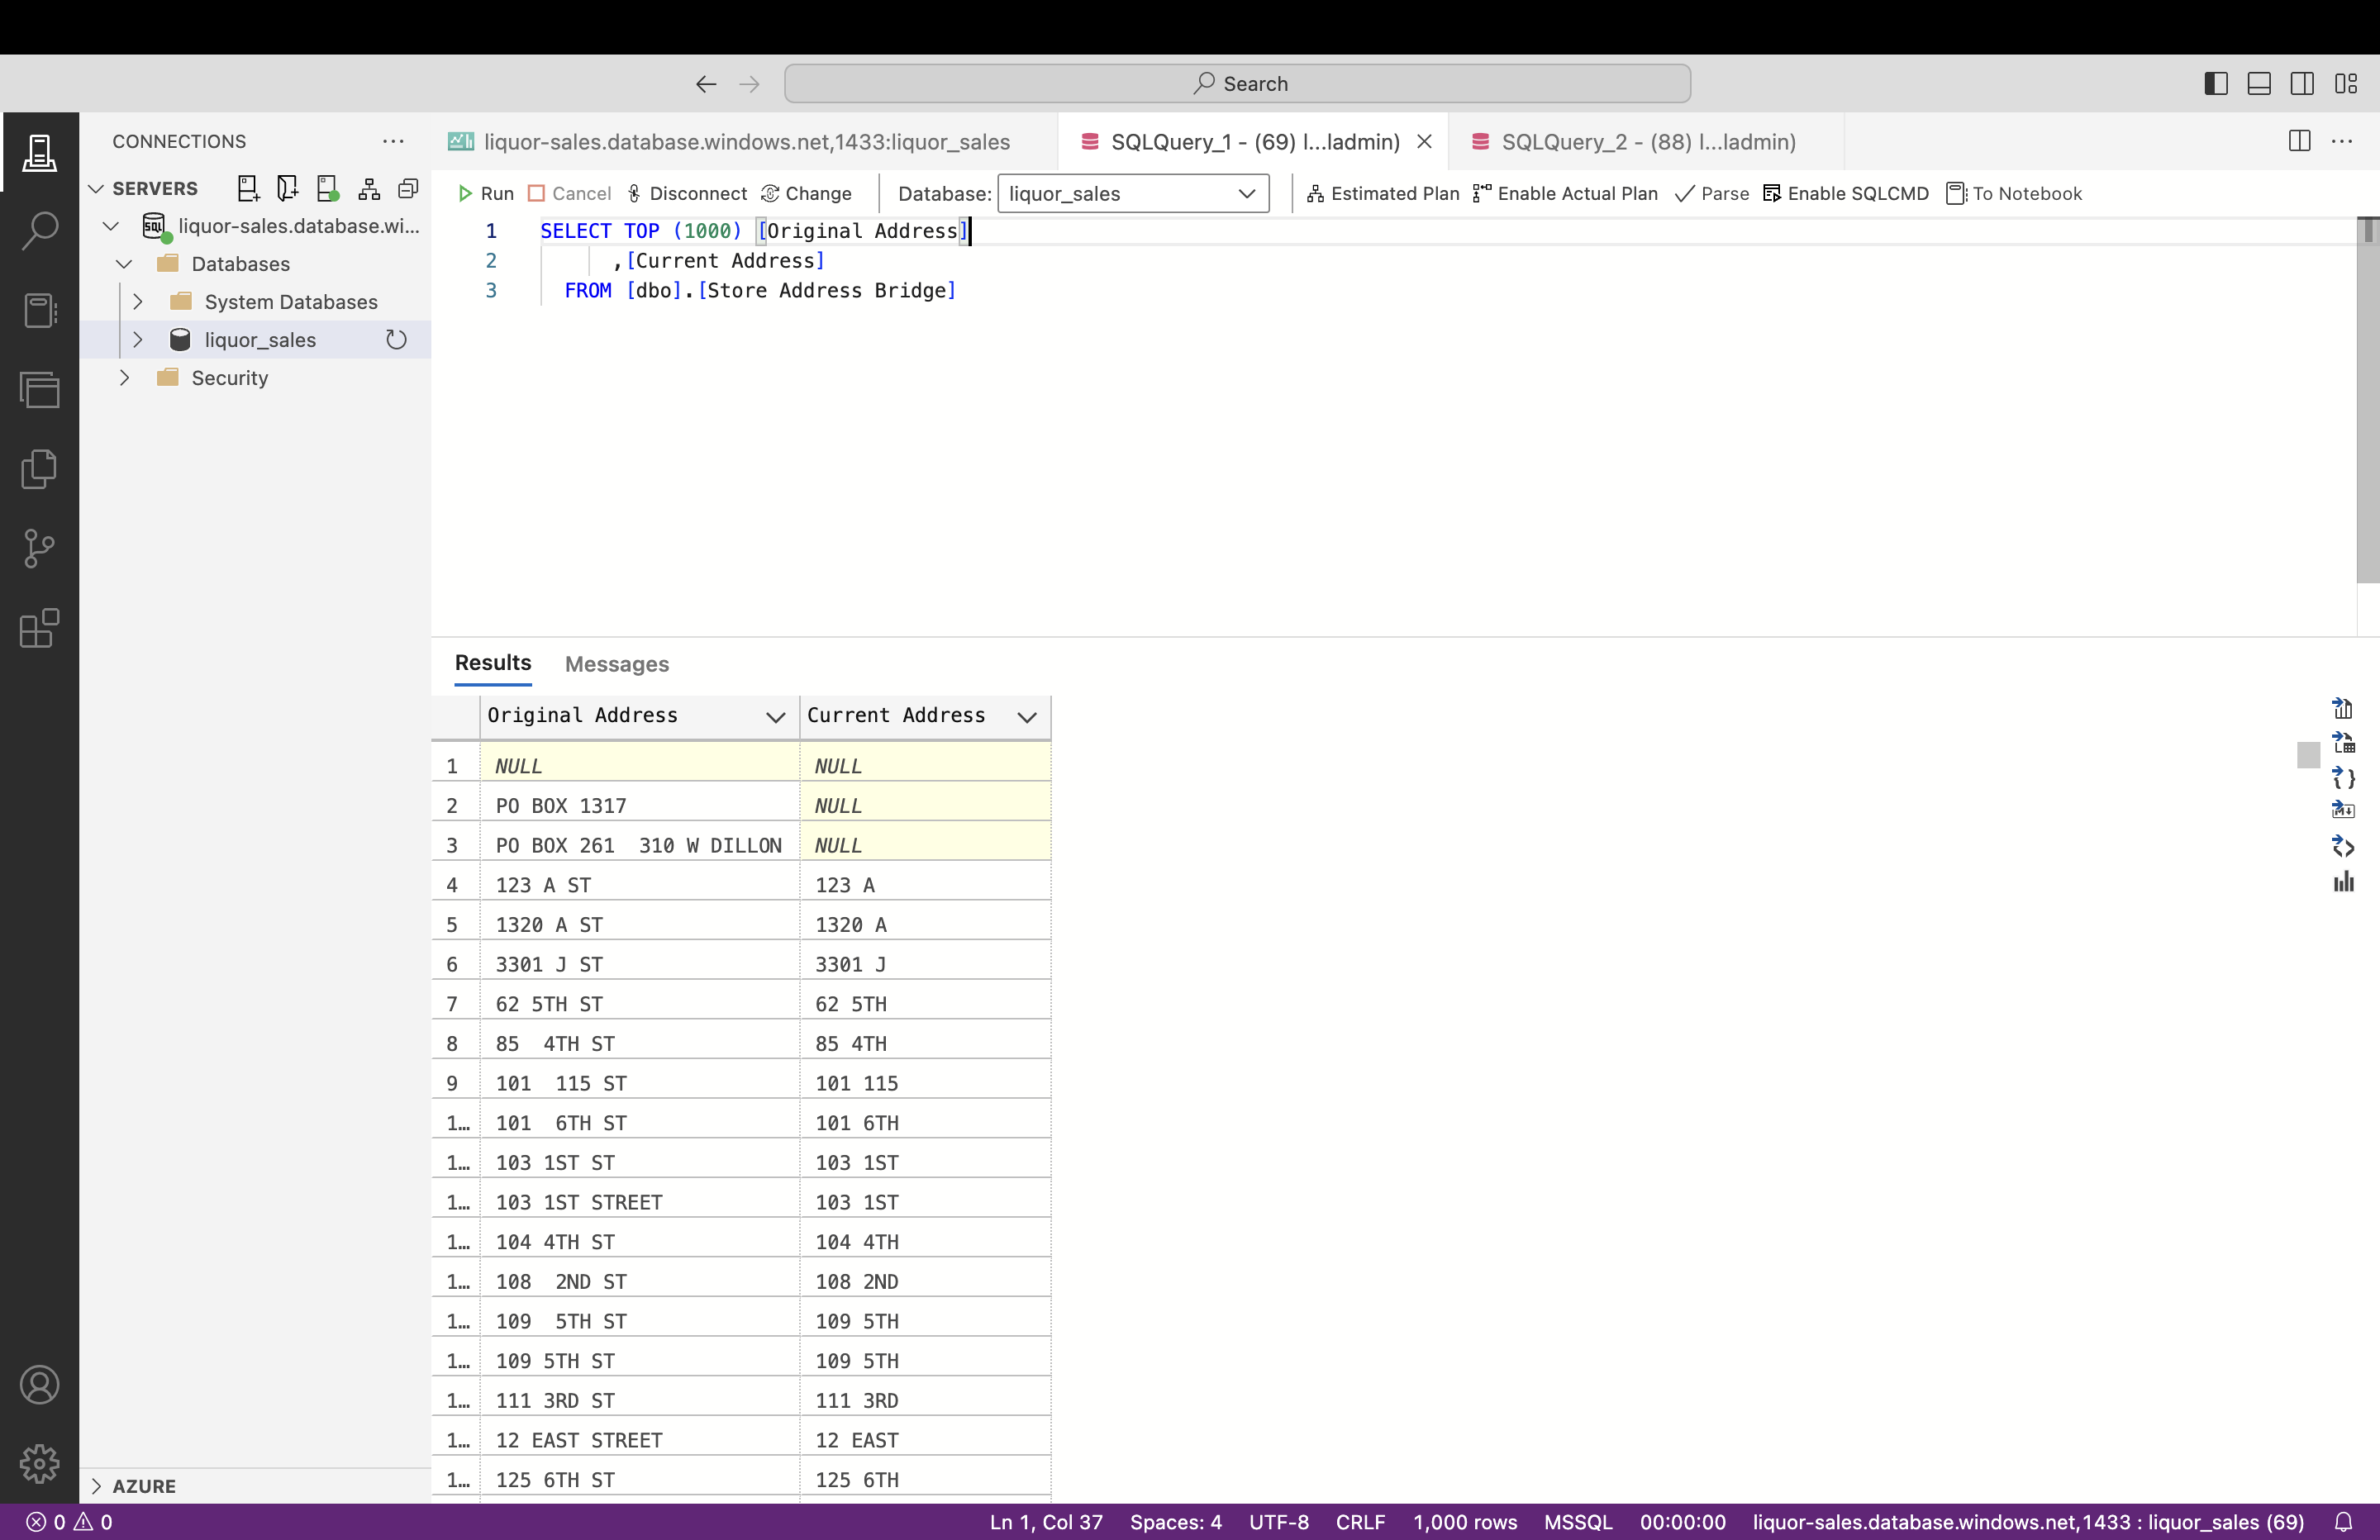 Search
CONNECTIONS
SERVERS
liquor-sales.database.wi...
Databases
System Databases
liquor_sales
Security
AZURE
liquor-sales.database.windows.net,1433:liquor_sales
SQLQuery_1 - (69) l...ladmin)
SQLQuery_2 - (88) l...ladmin)
Run Cancel Disconnect Change Database: liquor_sales Estimated Plan Enable Actual Plan Parse Enable SQLCMD To Notebook
1 SELECT TOP (1000) [Original Address]
2 ,[Current Address]
3 FROM [dbo].[Store Address Bridge]
Results Messages
Original Address Current Address
1 NULL NULL
2 PO BOX 1317 NULL
3 PO BOX 261  310 W DILLON NULL
4 123 A ST 123 A
5 1320 A ST 1320 A
6 3301 J ST 3301 J
7 62 5TH ST 62 5TH
8 85  4TH ST 85 4TH
9 101  115 ST 101 115
1… 101  6TH ST 101 6TH
1… 103 1ST ST 103 1ST
1… 103 1ST STREET 103 1ST
1… 104 4TH ST 104 4TH
1… 108  2ND ST 108 2ND
1… 109  5TH ST 109 5TH
1… 109 5TH ST 109 5TH
1… 111 3RD ST 111 3RD
1… 12 EAST STREET 12 EAST
1… 125 6TH ST 125 6TH
0 0 Ln 1, Col 37 Spaces: 4 UTF-8 CRLF 1,000 rows MSSQL 00:00:00 liquor-sales.database.windows.net,1433 : liquor_sales (69)